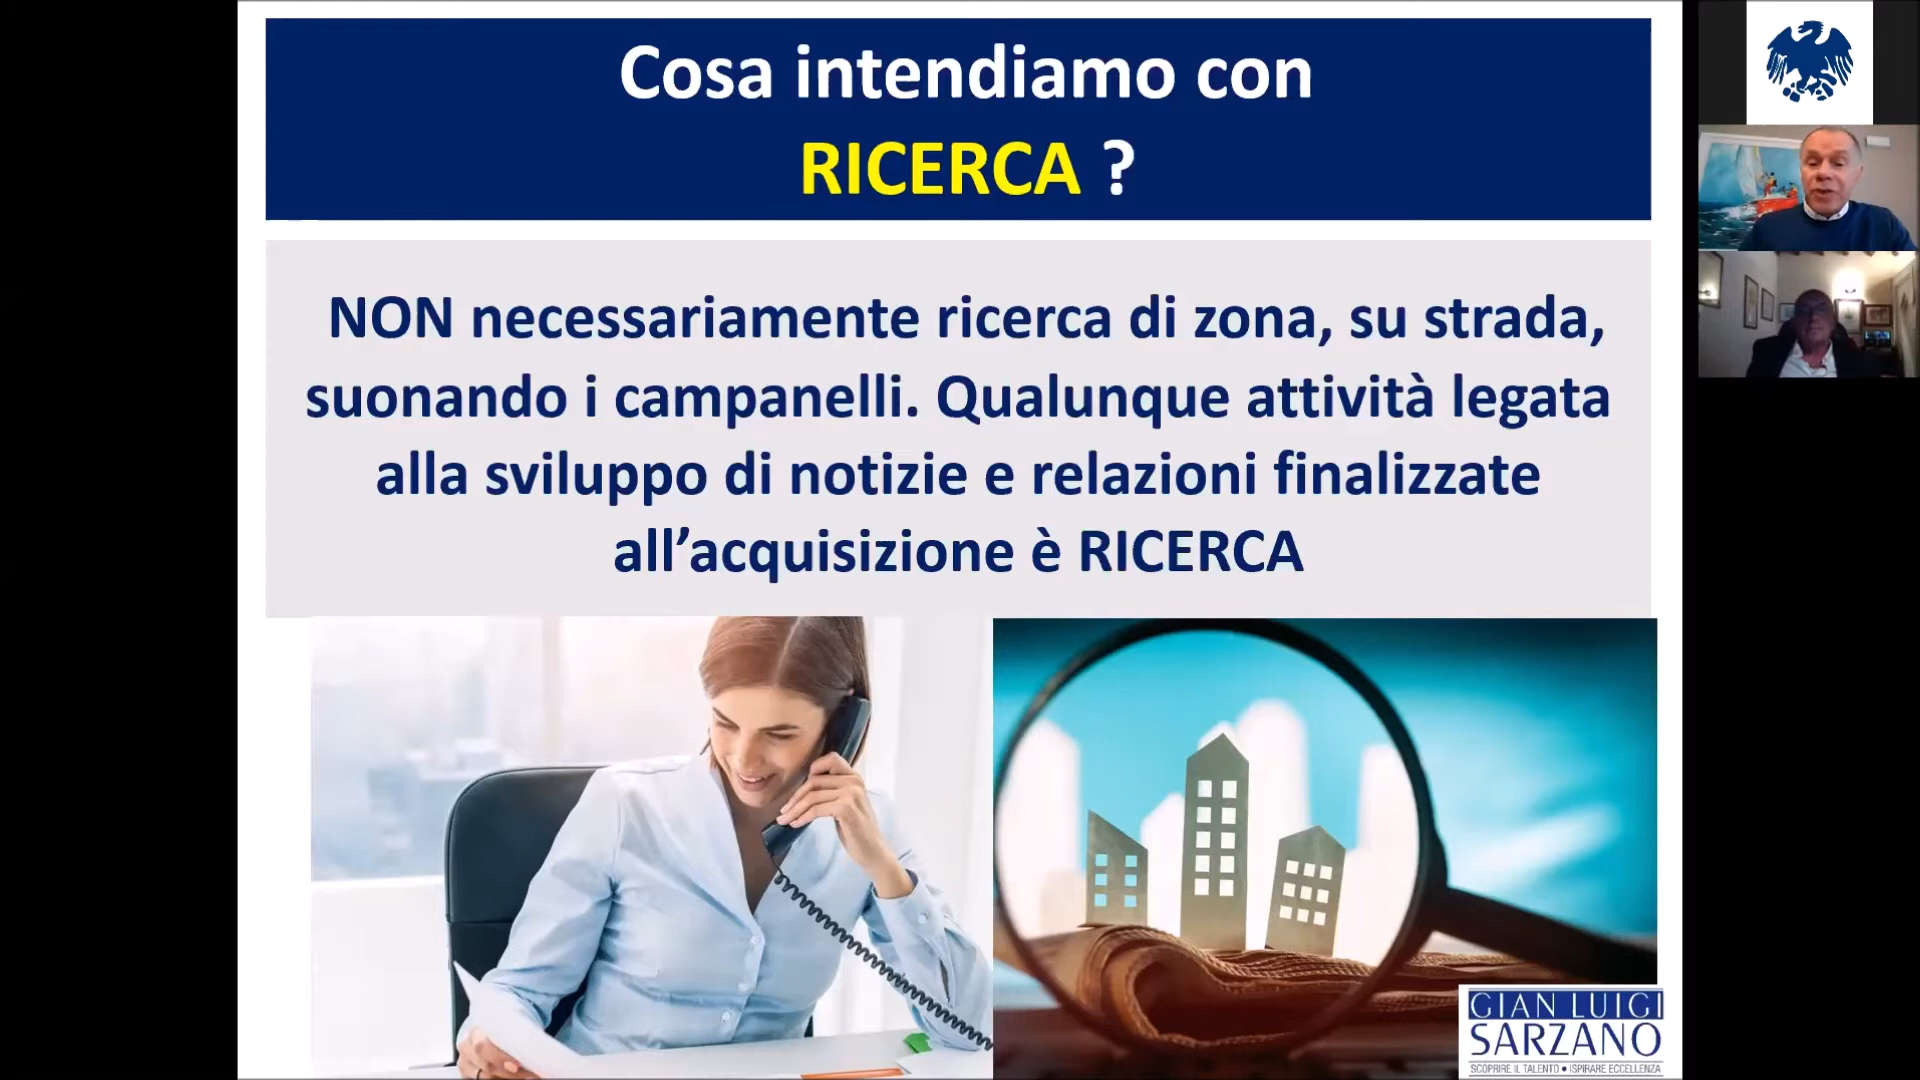 Cosa intendiamo con
RICERCA ?
NON necessariamente ricerca di zona, su strada,
suonando i campanelli. Qualunque attività legata
alla sviluppo di notizie e relazioni finalizzate
all’acquisizione è RICERCA
GIAN LUIGI
SARZANO
SCOPRIRE IL TALENTO • ISPIRARE ECCELLENZA